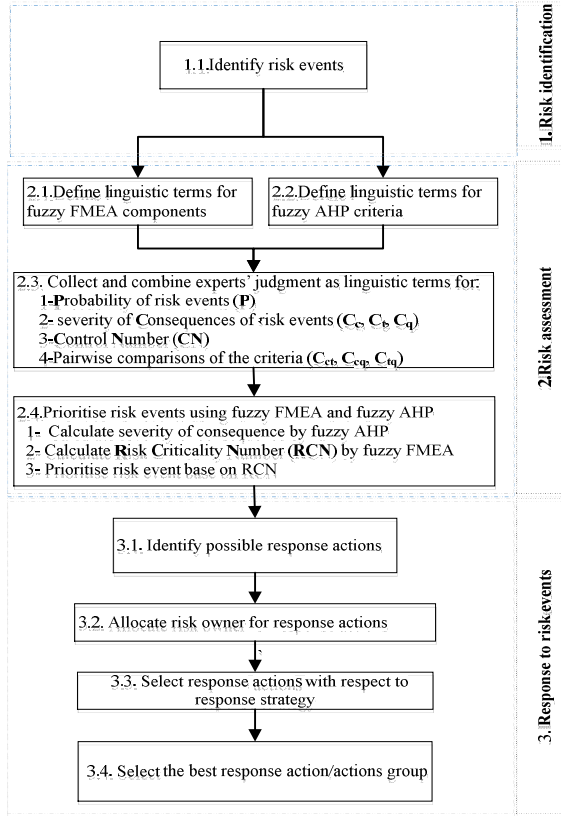 1.1.Identify risk events
1. Risk identification
2.1.Define linguistic terms for
fuzzy FMEA components
2.2.Define linguistic terms for
fuzzy AHP criteria
2.3. Collect and combine experts' judgment as linguistic terms for:
1-Probability of risk events (P)
2- severity of Consequences of risk events (Cc, Ct, Cq)
3-Control Number (CN)
4-Pairwise comparisons of the criteria (Cct, Ccq, Ctq)
2.4.Prioritise risk events using fuzzy FMEA and fuzzy AHP
1- Calculate severity of consequence by fuzzy AHP
2- Calculate Risk Criticality Number (RCN) by fuzzy FMEA
3- Prioritise risk event base on RCN
2.Risk assessment
3.1. Identify possible response actions
3.2. Allocate risk owner for response actions
3.3. Select response actions with respect to
response strategy
3.4. Select the best response action/actions group
3. Response to risk events